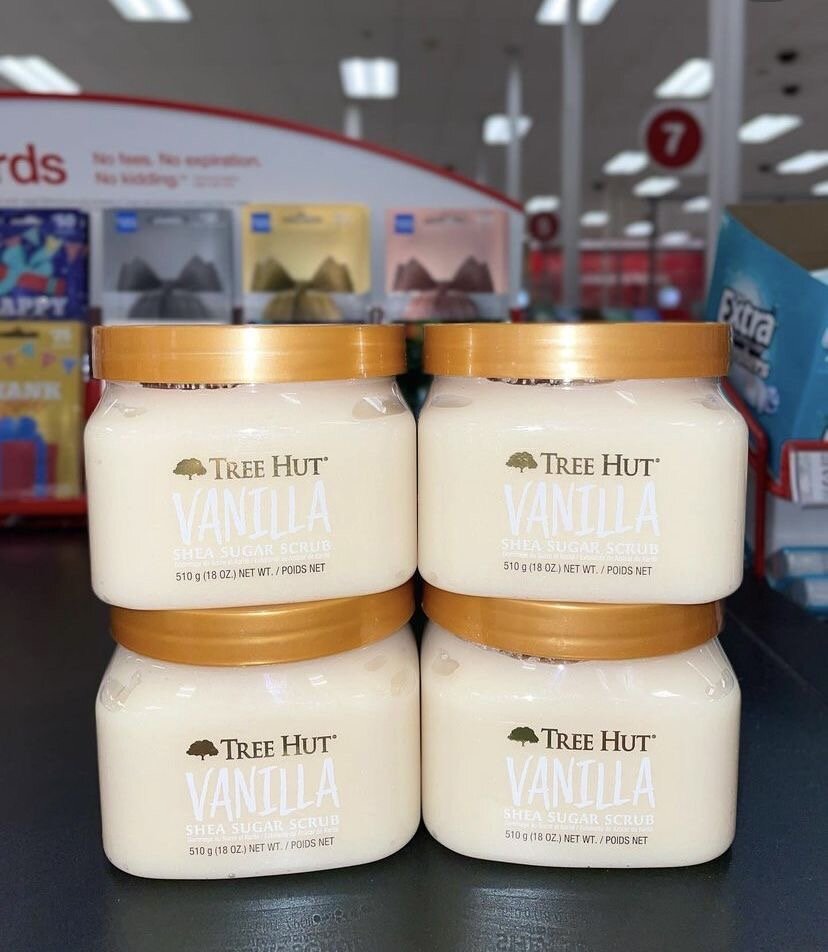 7
rds
No fees. No expiration.
No kidding.
APPY
Extra
TREE HUT
VANILLA
SHEA SUGAR SCRUB
510 g (18 OZ.) NET WT. / POIDS NET
TREE HUT
VANILLA
SHEA SUGAR SCRUB
510 g (18 OZ.) NET WT. / POIDS NET
TREE HUT
VANILLA
SHEA SUGAR SCRUB
510 g (18 OZ.) NET WT. / POIDS NET
TREE HUT
VANILLA
SHEA SUGAR SCRUB
510 g (18 OZ.) NET WT. / POIDS NET